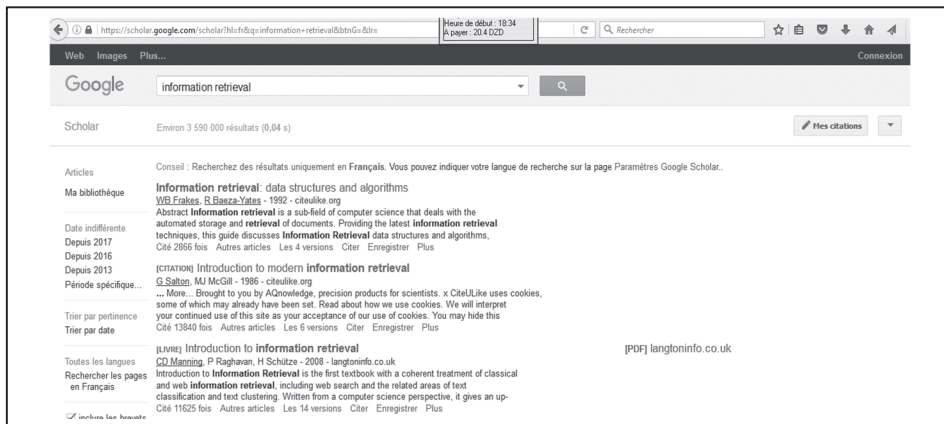 Heure de début : 18:34
A payer : 20.4 DZD
https://scholar.google.com/scholar?hl=fr&q=information+retrieval&btnG=&lr=
Rechercher
Web Images Plus...
Connexion
Google
information retrieval
Scholar
Environ 3 590 000 résultats (0,04 s)
Mes citations
Articles
Ma bibliothèque
Date indifférente
Depuis 2017
Depuis 2016
Depuis 2013
Période spécifique...
Trier par pertinence
Trier par date
Toutes les langues
Rechercher les pages
en Français
inclure les brevets
Conseil : Recherchez des résultats uniquement en Français. Vous pouvez indiquer votre langue de recherche sur la page Paramètres Google Scholar..
Information retrieval: data structures and algorithms
WB Frakes, R Baeza-Yates - 1992 - citeulike.org
Abstract Information retrieval is a sub-field of computer science that deals with the
automated storage and retrieval of documents. Providing the latest information retrieval
techniques, this guide discusses Information Retrieval data structures and algorithms,
Cité 2866 fois Autres articles Les 4 versions Citer Enregistrer Plus
[CITATION] Introduction to modern information retrieval
G Salton, MJ McGill - 1986 - citeulike.org
... More... Brought to you by AQnowledge, precision products for scientists. x CiteULike uses cookies,
some of which may already have been set. Read about how we use cookies. We will interpret
your continued use of this site as your acceptance of our use of cookies. You may hide this
Cité 13840 fois Autres articles Les 6 versions Citer Enregistrer Plus
[LIVRE] Introduction to information retrieval
[PDF] langtoninfo.co.uk
CD Manning, P Raghavan, H Schütze - 2008 - langtoninfo.co.uk
Introduction to Information Retrieval is the first textbook with a coherent treatment of classical
and web information retrieval, including web search and the related areas of text
classification and text clustering. Written from a computer science perspective, it gives an up-
Cité 11625 fois Autres articles Les 14 versions Citer Enregistrer Plus